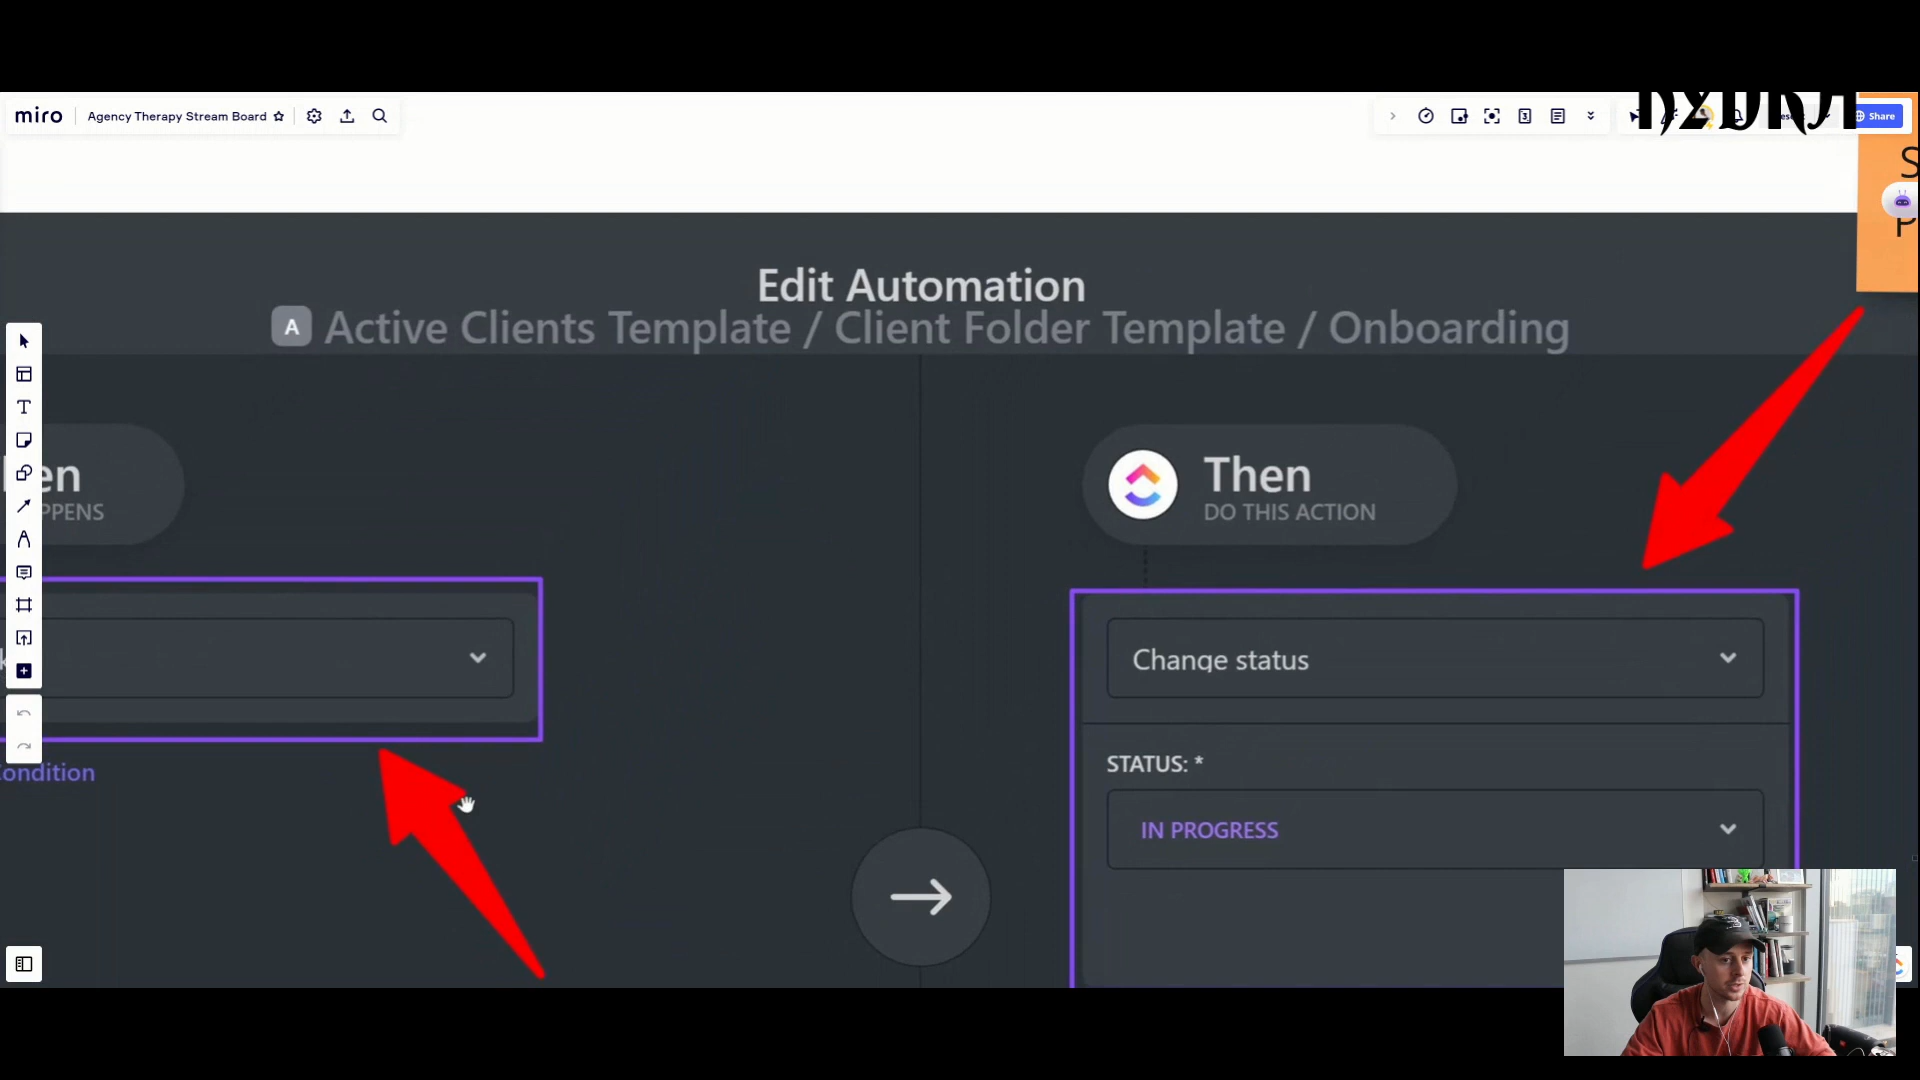 HYDRA
miro
Agency Therapy Stream Board
Share
S
P
Edit Automation
A Active Clients Template / Client Folder Template / Onboarding
en
PPENS
Then
DO THIS ACTION
Change status
STATUS: *
IN PROGRESS
ondition